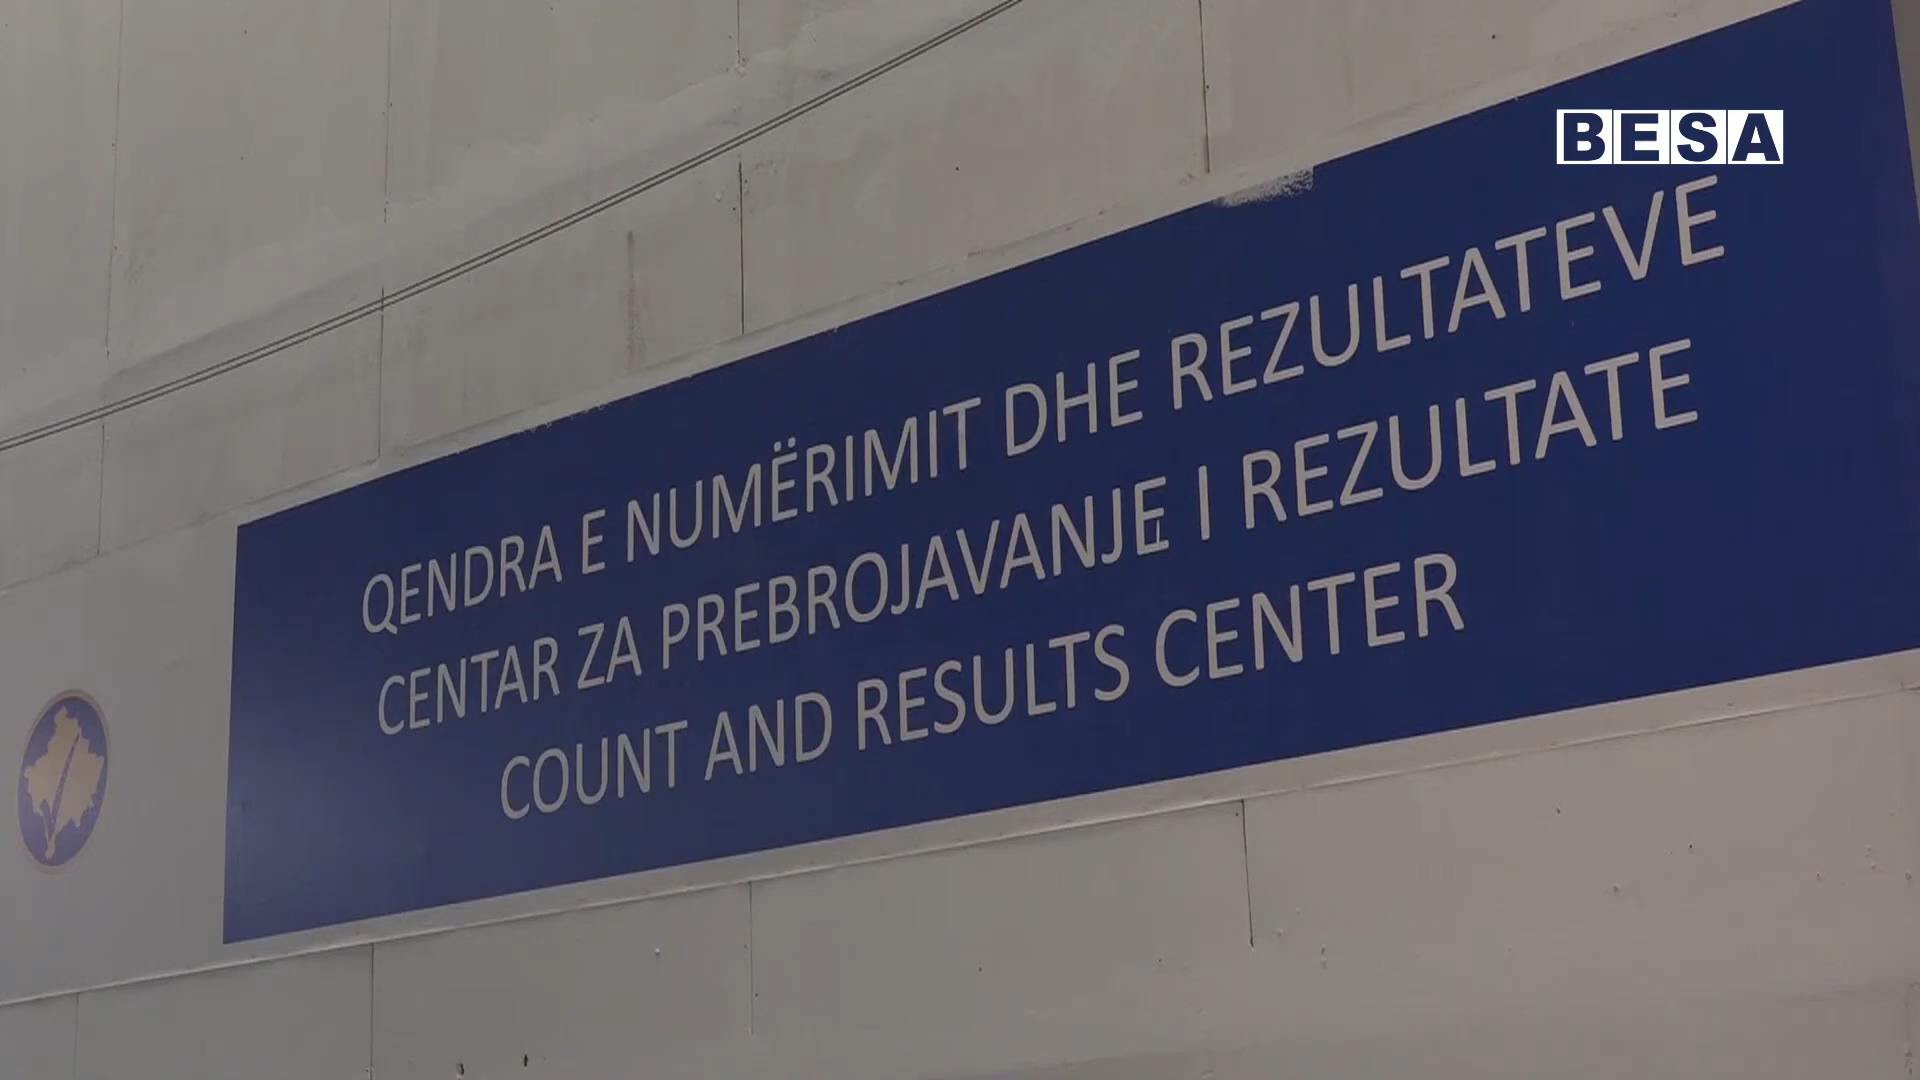 BESA
QENDRA E NUMËRIMIT DHE REZULTATEVE
CENTAR ZA PREBROJAVANJE I REZULTATE
COUNT AND RESULTS CENTER